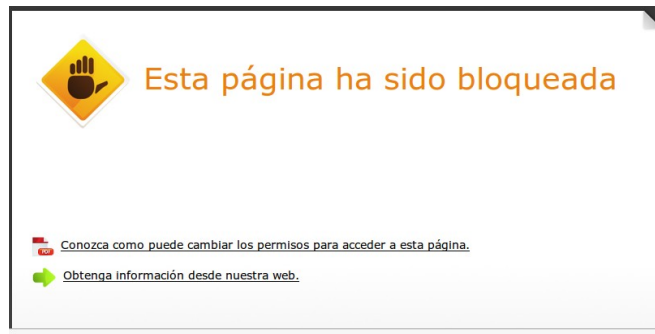 Esta página ha sido bloqueada
PDF
Conozca como puede cambiar los permisos para acceder a esta página.
Obtenga información desde nuestra web.